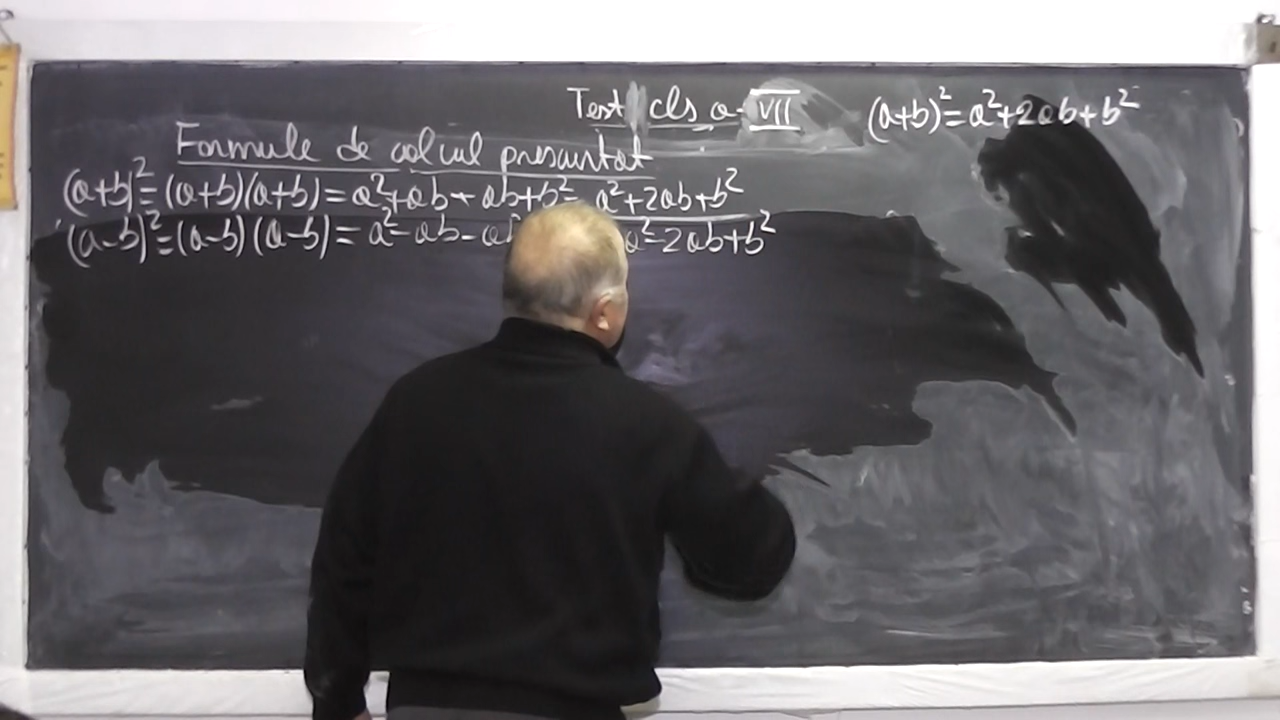 Test cls a-VII
(a+b)²=a²+2ab+b²
Formule de calcul prescurtat
(a+b)²=(a+b)(a+b)=a²+ab+ab+b²=a²+2ab+b²
(a-b)²=(a-b)(a-b)=a²-ab-ab a²-2ab+b²